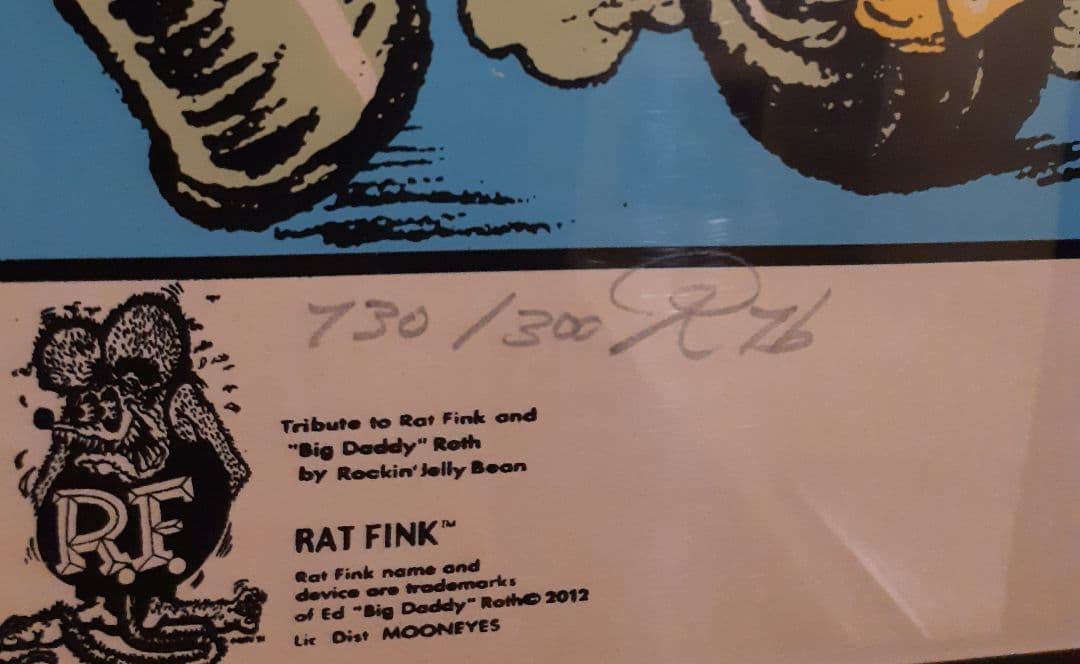 730/300
Tribute to Rat Fink and
"Big Daddy" Roth
by Rockin' Jelly Bean
R.F.
RAT FINK™
Rat Fink name and
device are trademarks
of Ed "Big Daddy" Roth© 2012
Lic Dist MOONEYES